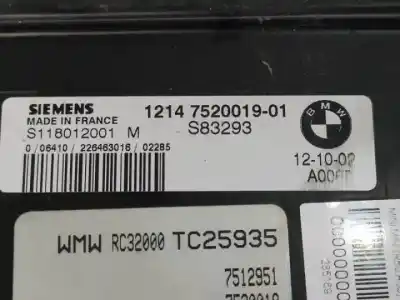 SIEMENS
MADE IN FRANCE
1214 7520019-01
S118012001 M
S83293
0/06410/226463016/02285
BMW
12-10-02
WMW RC32000 TC25935
7512951